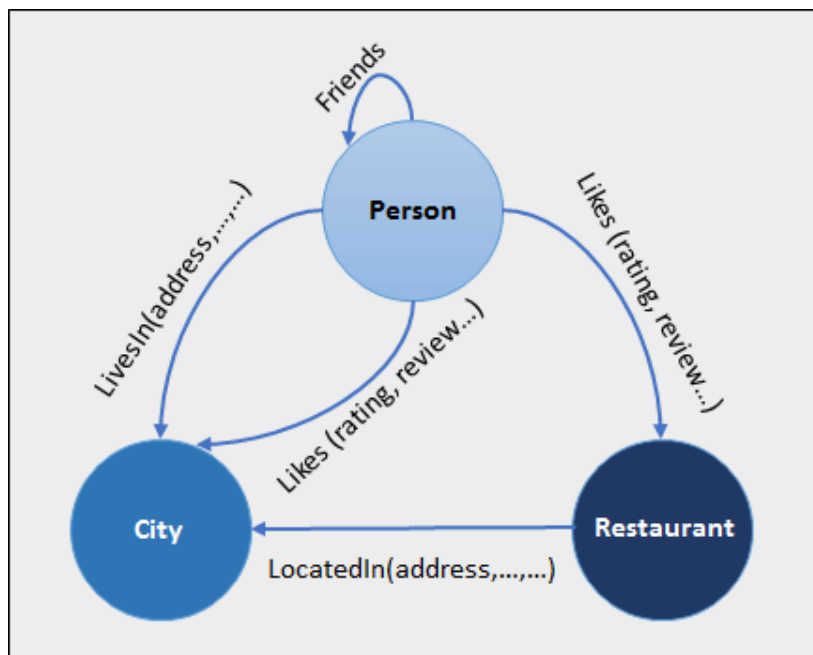 Friends
Person
LivesIn(address,...,...)
Likes (rating, review...)
Likes (rating, review...)
City
Restaurant
LocatedIn(address,...,...)